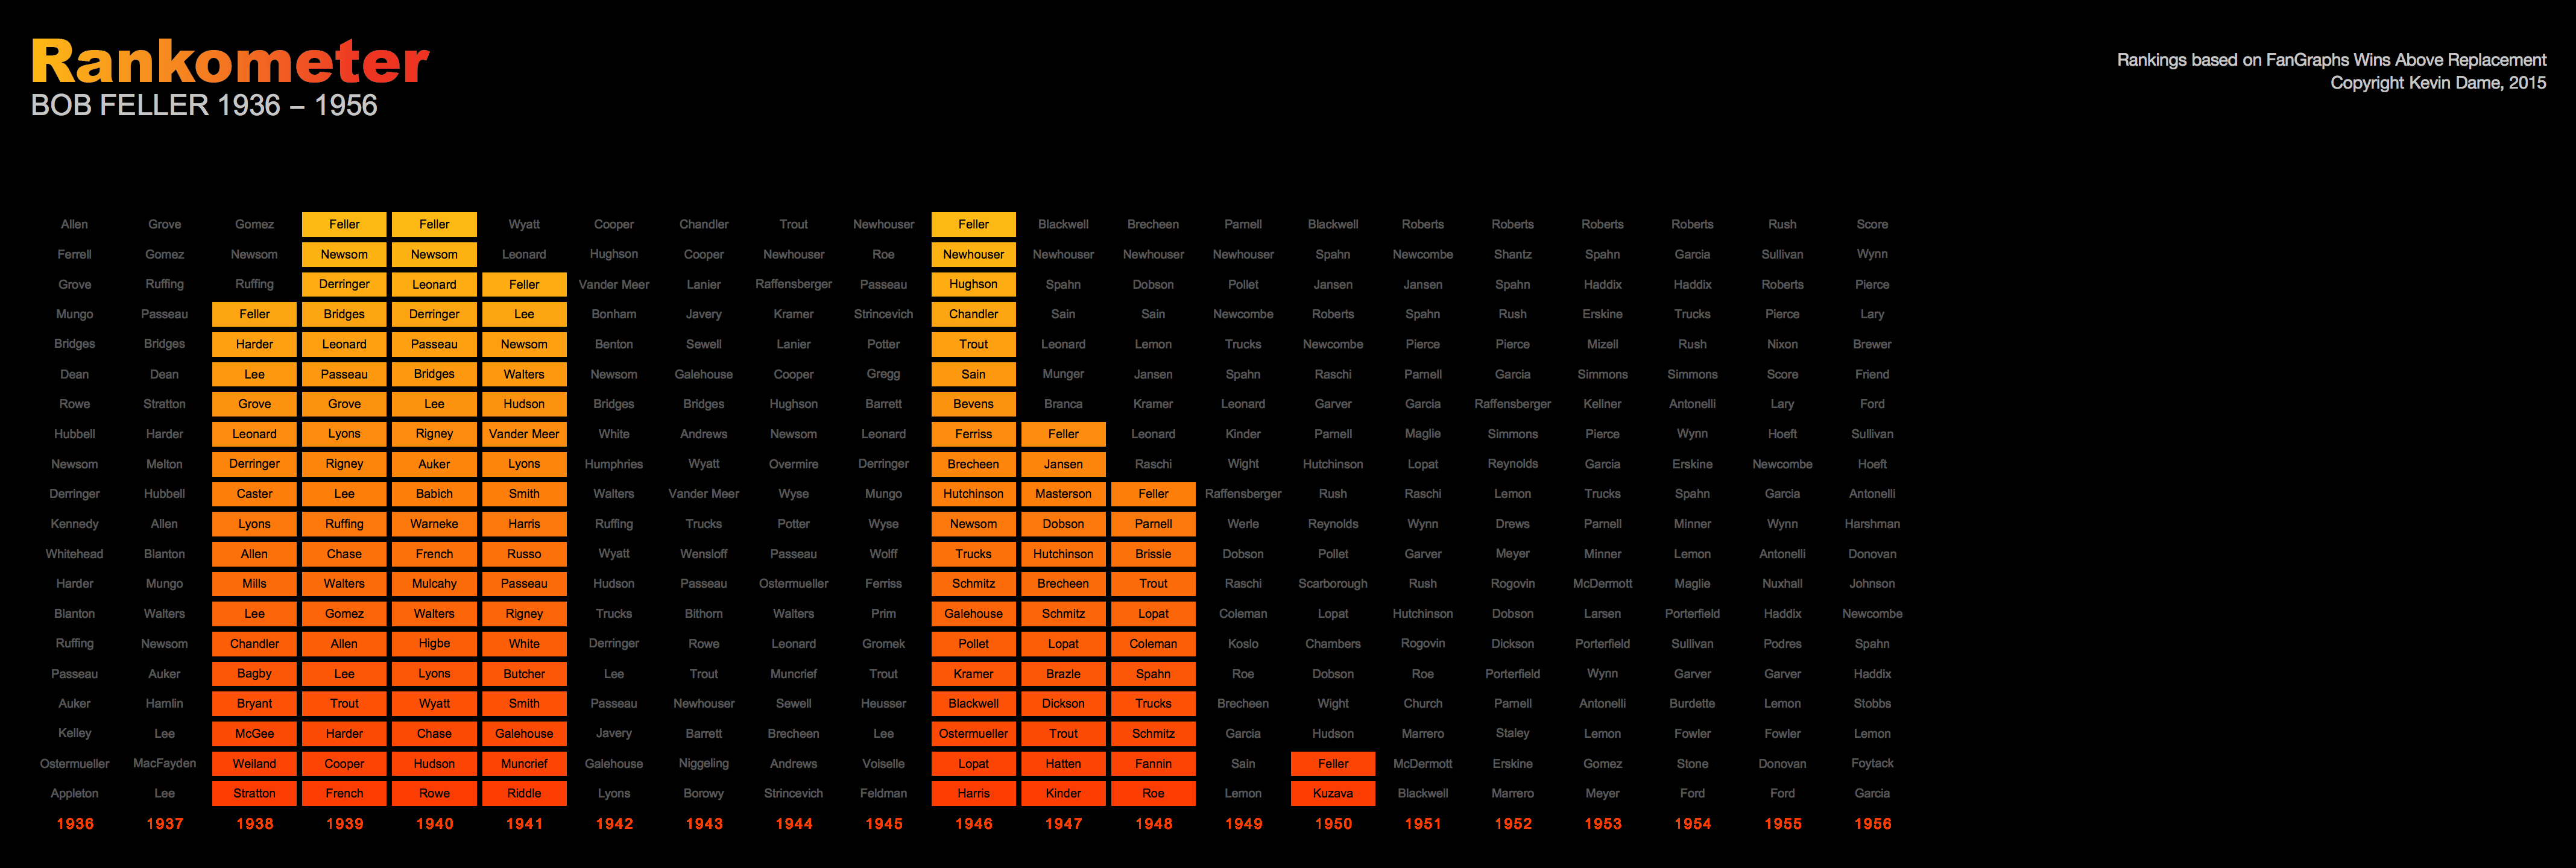 Rankometer
BOB FELLER 1936 – 1956
Rankings based on FanGraphs Wins Above Replacement
Copyright Kevin Dame, 2015
Allen Grove Gomez Feller Feller Wyatt Cooper Chandler Trout Newhouser Feller Blackwell Brecheen Parnell Blackwell Roberts Roberts Roberts Roberts Rush Score
Ferrell Gomez Newsom Newsom Newsom Leonard Hughson Cooper Newhouser Roe Newhouser Newhouser Newhouser Newhouser Spahn Newcombe Shantz Spahn Garcia Sullivan Wynn
Grove Ruffing Ruffing Derringer Leonard Feller Vander Meer Lanier Raffensberger Passeau Hughson Spahn Dobson Pollet Jansen Jansen Spahn Haddix Haddix Roberts Pierce
Mungo Passeau Feller Bridges Derringer Lee Bonham Javery Kramer Strincevich Chandler Sain Sain Newcombe Roberts Spahn Rush Erskine Trucks Pierce Lary
Bridges Bridges Harder Leonard Passeau Newsom Benton Sewell Lanier Potter Trout Leonard Lemon Trucks Newcombe Pierce Pierce Mizell Rush Nixon Brewer
Dean Dean Lee Passeau Bridges Walters Newsom Galehouse Cooper Gregg Sain Munger Jansen Spahn Raschi Parnell Garcia Simmons Simmons Score Friend
Rowe Stratton Grove Grove Lee Hudson Bridges Bridges Hughson Barrett Bevens Branca Kramer Leonard Garver Garcia Raffensberger Kellner Antonelli Lary Ford
Hubbell Harder Leonard Lyons Rigney Vander Meer White Andrews Newsom Leonard Ferriss Feller Leonard Kinder Parnell Maglie Simmons Pierce Wynn Hoeft Sullivan
Newsom Melton Derringer Rigney Auker Lyons Humphries Wyatt Overmire Derringer Brecheen Jansen Raschi Wight Hutchinson Lopat Reynolds Garcia Erskine Newcombe Hoeft
Derringer Hubbell Caster Lee Babich Smith Walters Vander Meer Wyse Mungo Hutchinson Masterson Feller Raffensberger Rush Raschi Lemon Trucks Spahn Garcia Antonelli
Kennedy Allen Lyons Ruffing Warneke Harris Ruffing Trucks Potter Wyse Newsom Dobson Parnell Werle Reynolds Wynn Drews Parnell Minner Wynn Harshman
Whitehead Blanton Allen Chase French Russo Wyatt Wensloff Passeau Wolff Trucks Hutchinson Brissie Dobson Pollet Garver Meyer Minner Lemon Antonelli Donovan
Harder Mungo Mills Walters Mulcahy Passeau Hudson Passeau Ostermueller Ferriss Schmitz Brecheen Trout Raschi Scarborough Rush Rogovin McDermott Maglie Nuxhall Johnson
Blanton Walters Lee Gomez Walters Rigney Trucks Bithorn Walters Prim Galehouse Schmitz Lopat Coleman Lopat Hutchinson Dobson Larsen Porterfield Haddix Newcombe
Ruffing Newsom Chandler Allen Higbe White Derringer Rowe Leonard Gromek Pollet Lopat Coleman Koslo Chambers Rogovin Dickson Porterfield Sullivan Podres Spahn
Passeau Auker Bagby Lee Lyons Butcher Lee Trout Muncrief Trout Kramer Brazle Spahn Roe Dobson Roe Porterfield Wynn Garver Garver Haddix
Auker Hamlin Bryant Trout Wyatt Smith Passeau Newhouser Sewell Heusser Blackwell Dickson Trucks Brecheen Wight Church Parnell Antonelli Burdette Lemon Stobbs
Kelley Lee McGee Harder Chase Galehouse Javery Barrett Brecheen Lee Ostermueller Trout Schmitz Garcia Hudson Marrero Staley Lemon Fowler Fowler Lemon
Ostermueller MacFayden Weiland Cooper Hudson Muncrief Galehouse Niggeling Andrews Voiselle Lopat Hatten Fannin Sain Feller McDermott Erskine Gomez Stone Donovan Foytack
Appleton Lee Stratton French Rowe Riddle Lyons Borowy Strincevich Feldman Harris Kinder Roe Lemon Kuzava Blackwell Marrero Meyer Ford Ford Garcia
1936 1937 1938 1939 1940 1941 1942 1943 1944 1945 1946 1947 1948 1949 1950 1951 1952 1953 1954 1955 1956